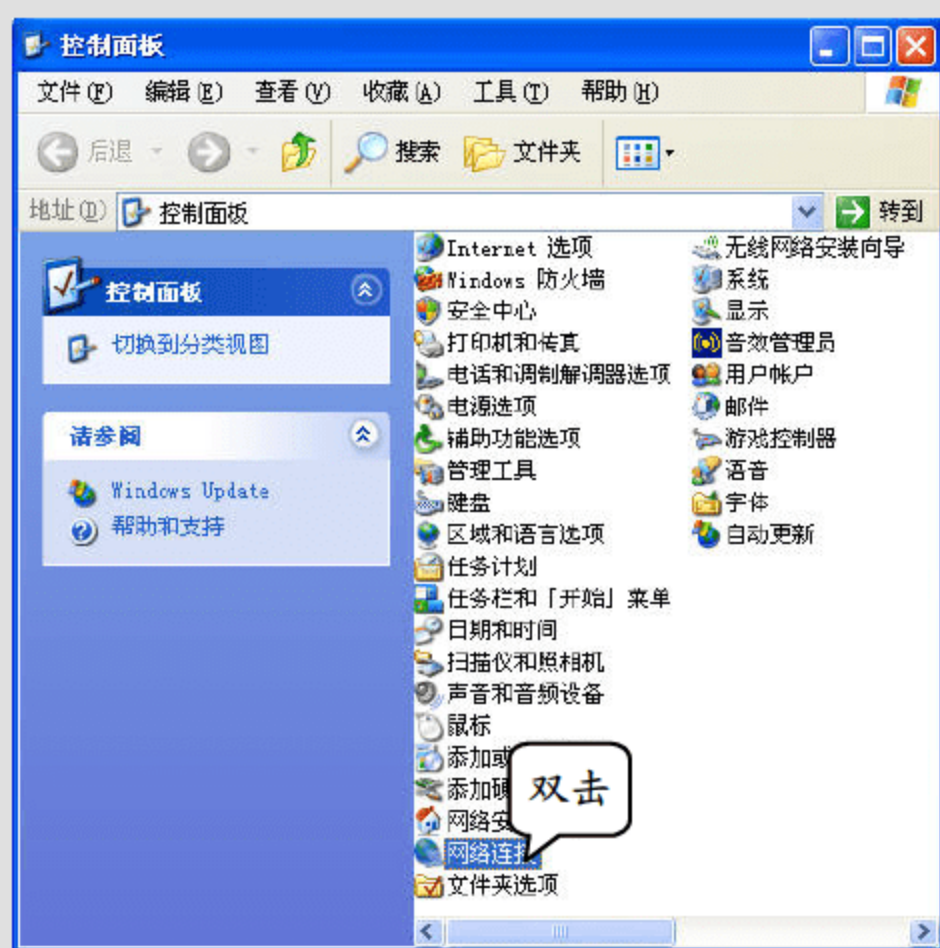 控制面板
文件(F) 编辑(E) 查看(V) 收藏(A) 工具(T) 帮助(H)
后退 搜索 文件夹
地址(D) 控制面板 转到
控制面板
切换到分类视图
请参阅
Windows Update
帮助和支持
Internet 选项
Windows 防火墙
安全中心
打印机和传真
电话和调制解调器选项
电源选项
辅助功能选项
管理工具
键盘
区域和语言选项
任务计划
任务栏和「开始」菜单
日期和时间
扫描仪和照相机
声音和音频设备
鼠标
添加或
添加硬
网络安
网络连接
文件夹选项
无线网络安装向导
系统
显示
音效管理员
用户帐户
邮件
游戏控制器
语音
字体
自动更新
双击